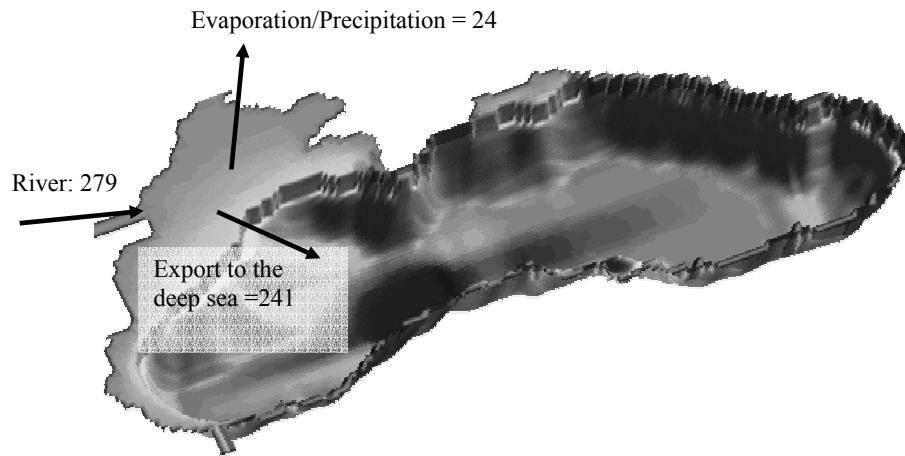 Evaporation/Precipitation = 24
River: 279
Export to the
deep sea =241